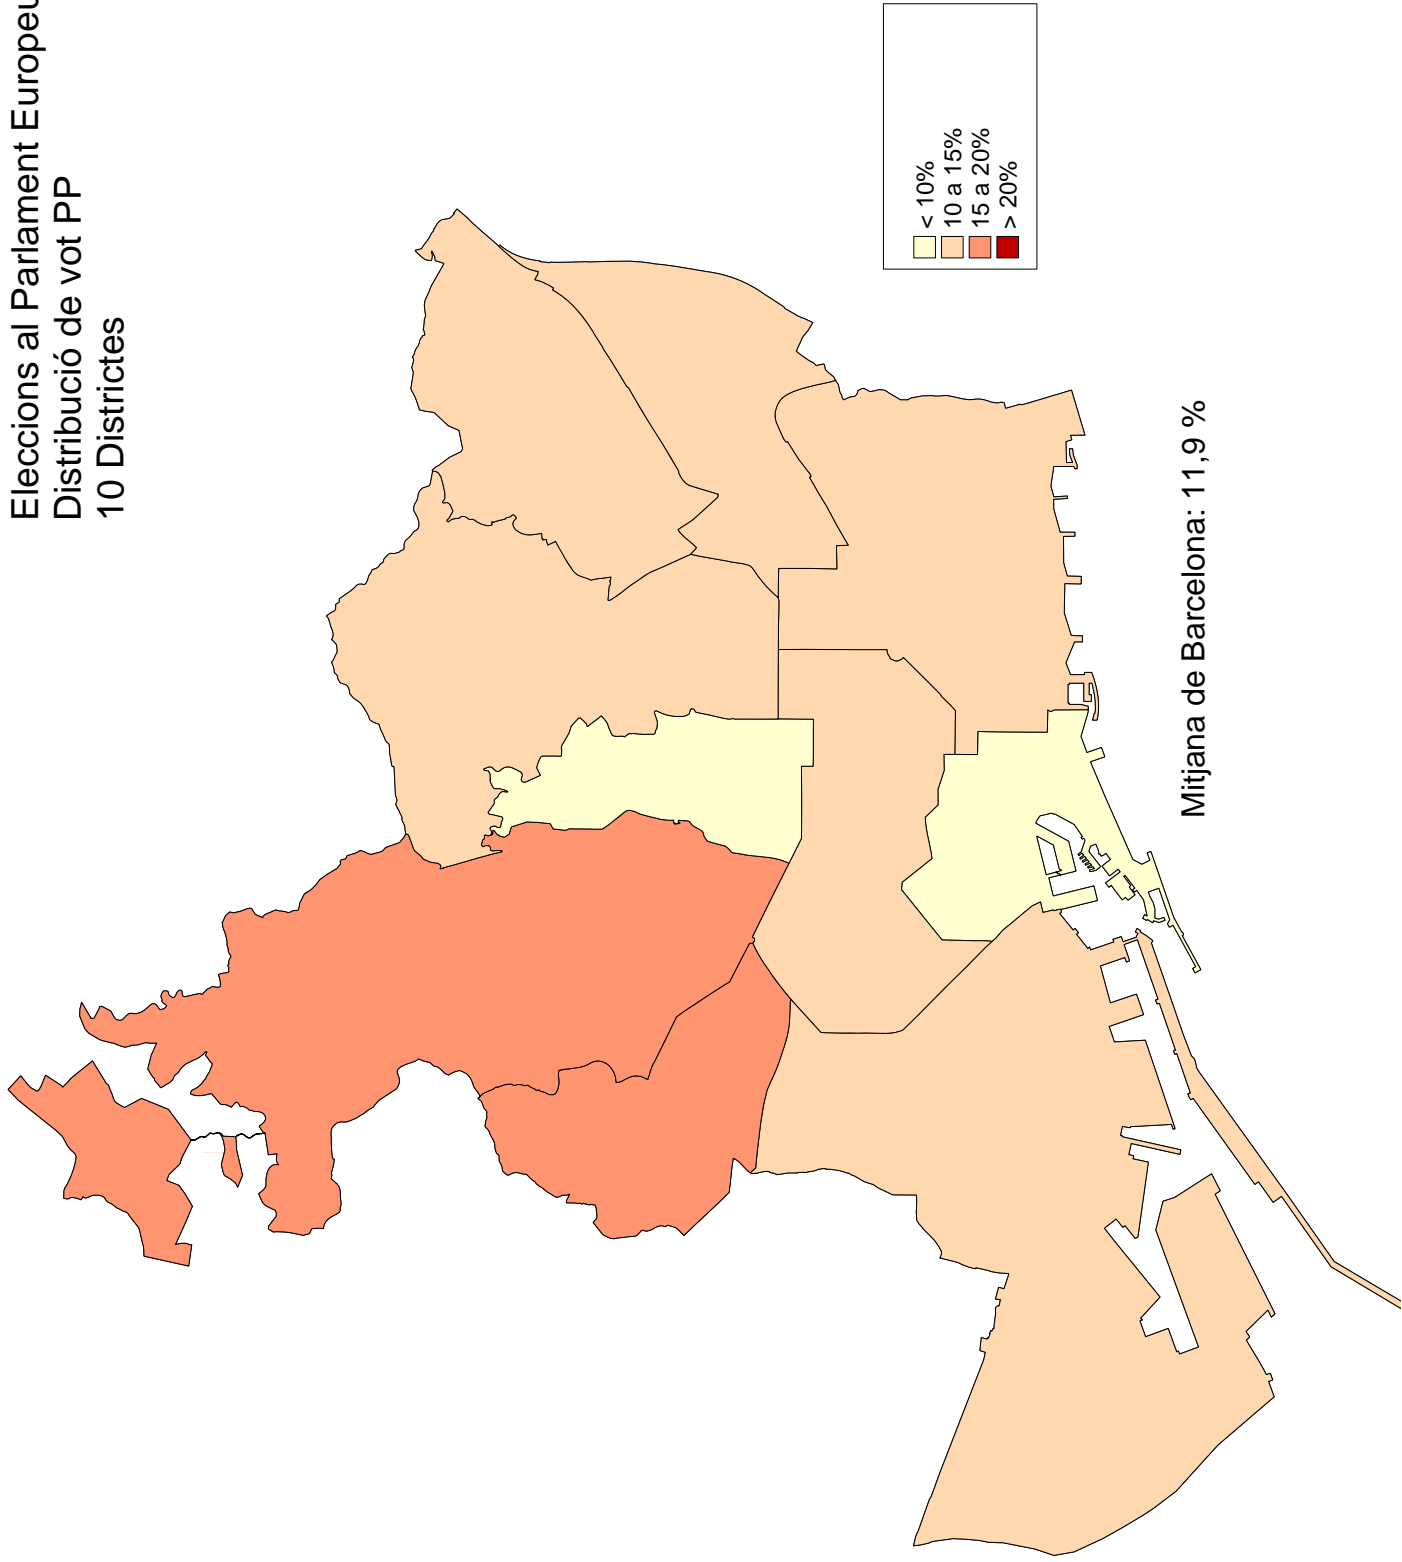 Eleccions al Parlament Europeu
Distribució de vot PP
10 Districtes
< 10%
10 a 15%
15 a 20%
> 20%
Mitjana de Barcelona: 11,9 %